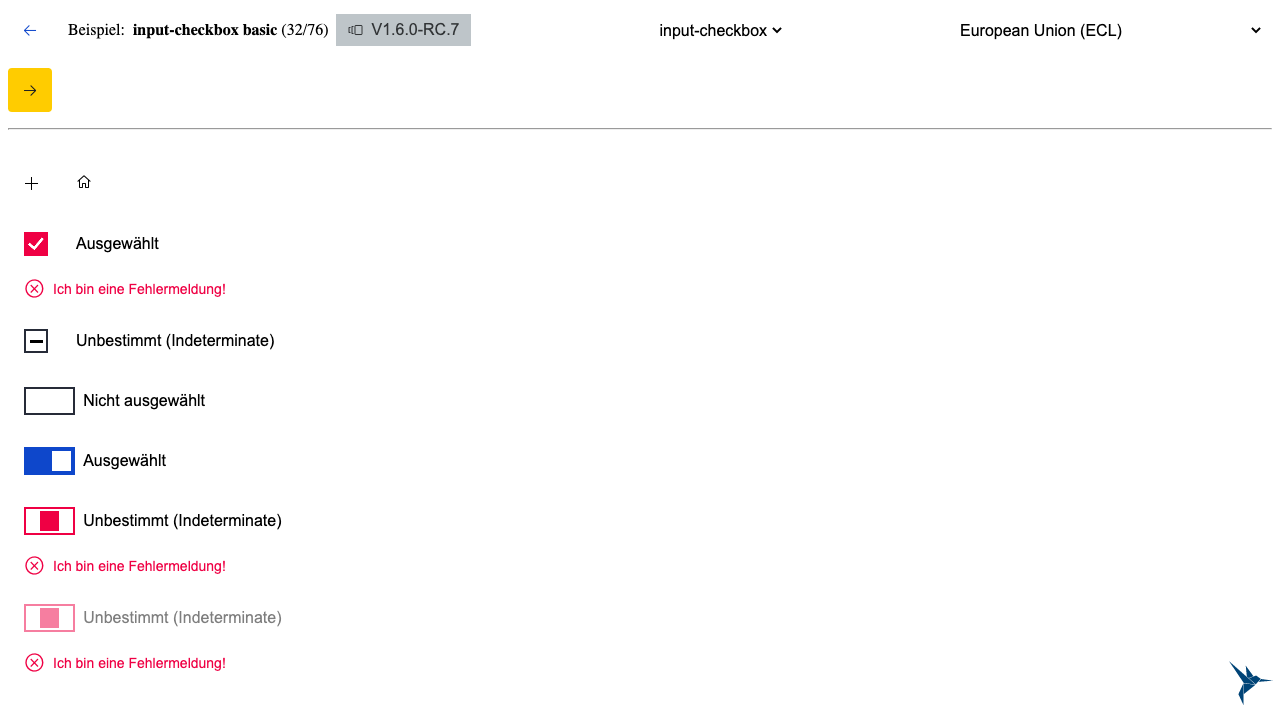 Beispiel: input-checkbox basic (32/76) V1.6.0-RC.7 input-checkbox European Union (ECL)
Ausgewählt
Ich bin eine Fehlermeldung!
Unbestimmt (Indeterminate)
Nicht ausgewählt
Ausgewählt
Unbestimmt (Indeterminate)
Ich bin eine Fehlermeldung!
Unbestimmt (Indeterminate)
Ich bin eine Fehlermeldung!